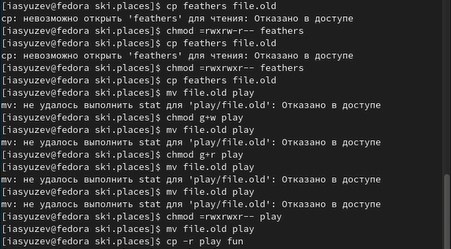 [iasyuzev@fedora ski.places]$ cp feathers file.old
cp: невозможно открыть 'feathers' для чтения: Отказано в доступе
[iasyuzev@fedora ski.places]$ chmod =rwxrw-r-- feathers
[iasyuzev@fedora ski.places]$ cp feathers file.old
cp: невозможно открыть 'feathers' для чтения: Отказано в доступе
[iasyuzev@fedora ski.places]$ chmod =rwxrwxr-- feathers
[iasyuzev@fedora ski.places]$ cp feathers file.old
[iasyuzev@fedora ski.places]$ mv file.old play
mv: не удалось выполнить stat для 'play/file.old': Отказано в доступе
[iasyuzev@fedora ski.places]$ chmod g+w play
[iasyuzev@fedora ski.places]$ mv file.old play
mv: не удалось выполнить stat для 'play/file.old': Отказано в доступе
[iasyuzev@fedora ski.places]$ chmod g+r play
[iasyuzev@fedora ski.places]$ mv file.old play
mv: не удалось выполнить stat для 'play/file.old': Отказано в доступе
[iasyuzev@fedora ski.places]$ mv file.old play
mv: не удалось выполнить stat для 'play/file.old': Отказано в доступе
[iasyuzev@fedora ski.places]$ chmod =rwxrwxr-- play
[iasyuzev@fedora ski.places]$ mv file.old play
[iasyuzev@fedora ski.places]$ cp -r play fun